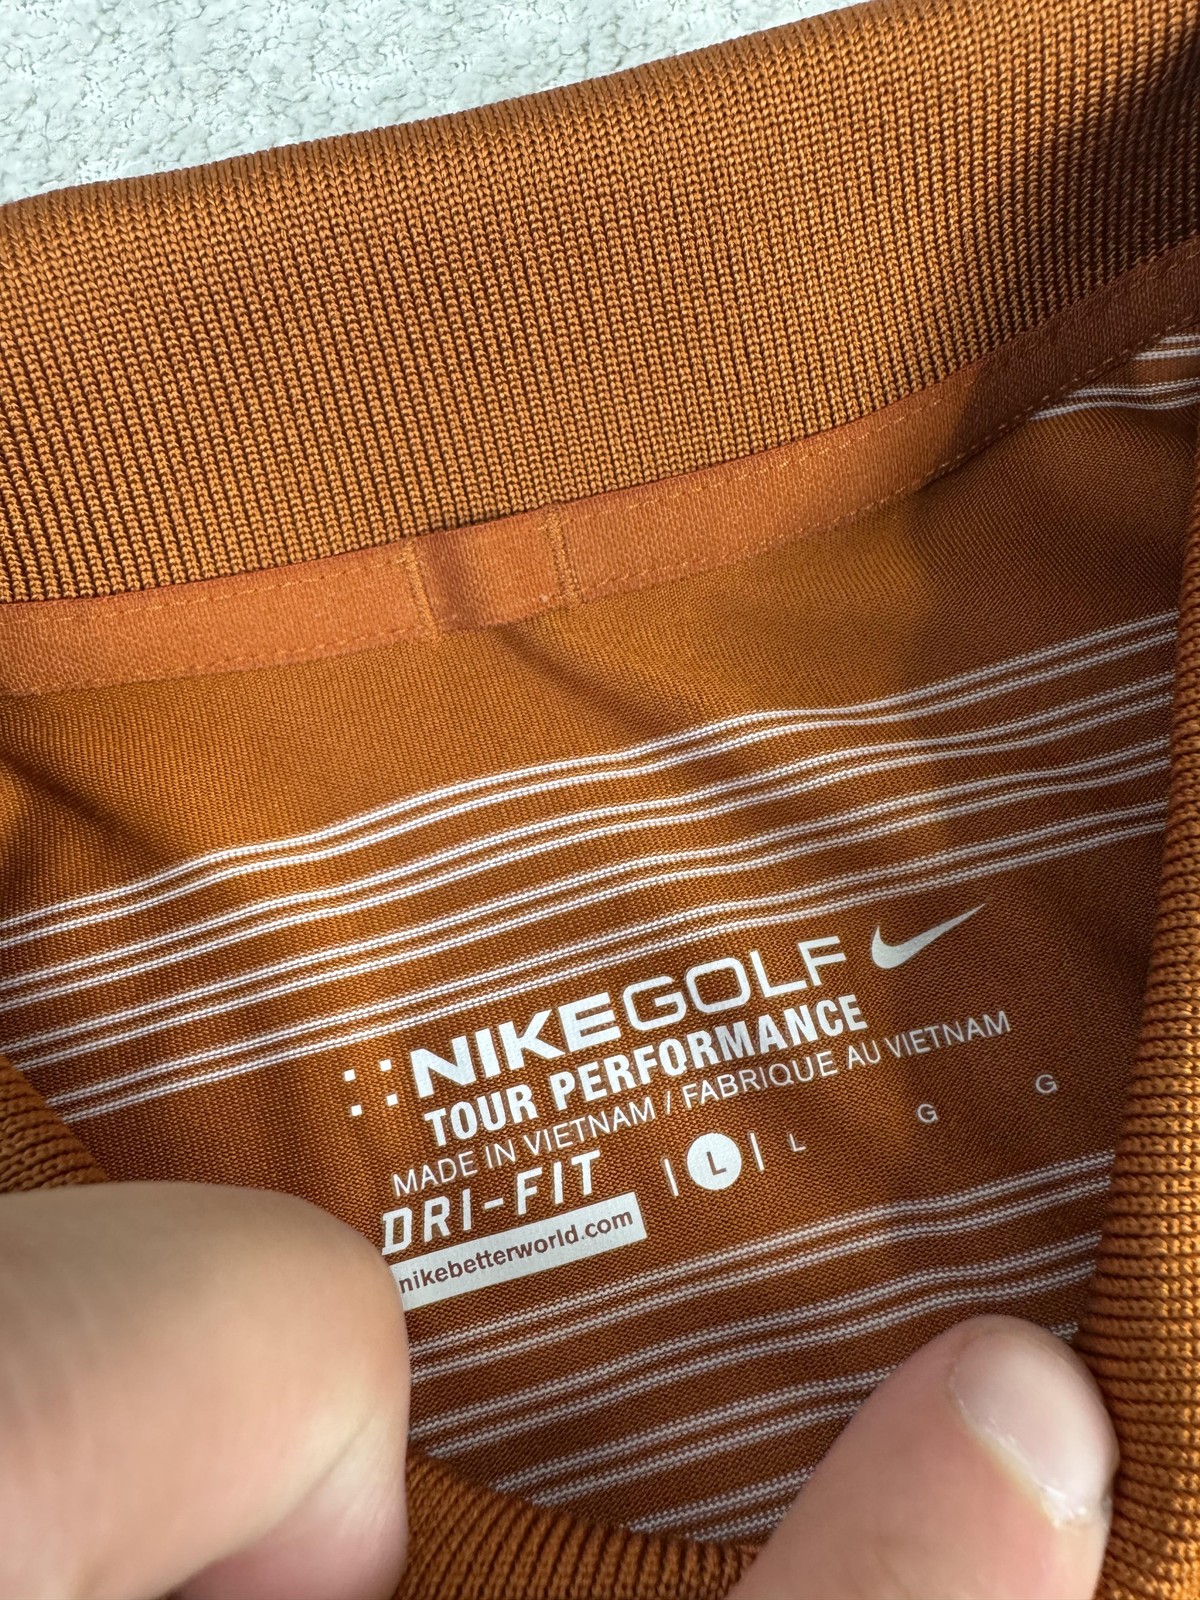 NIKEGOLF
TOUR PERFORMANCE
MADE IN VIETNAM / FABRIQUE AU VIETNAM
DRI-FIT | L | L G G
nikebetterworld.com